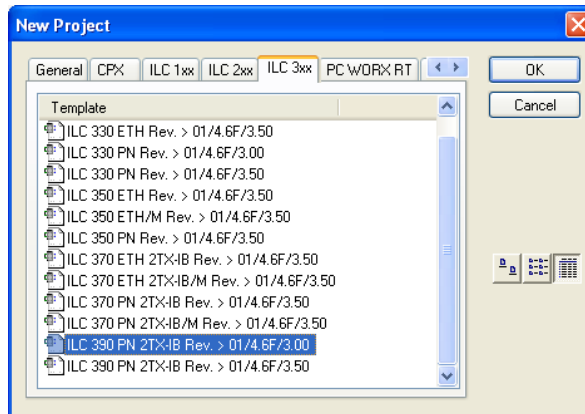 New Project
General CPX ILC 1xx ILC 2xx ILC 3xx PC WORX RT
OK
Cancel
Template
ILC 330 ETH Rev. > 01/4.6F/3.50
ILC 330 PN Rev. > 01/4.6F/3.00
ILC 330 PN Rev. > 01/4.6F/3.50
ILC 350 ETH Rev. > 01/4.6F/3.50
ILC 350 ETH/M Rev. > 01/4.6F/3.50
ILC 350 PN Rev. > 01/4.6F/3.50
ILC 370 ETH 2TX-IB Rev. > 01/4.6F/3.50
ILC 370 ETH 2TX-IB/M Rev. > 01/4.6F/3.50
ILC 370 PN 2TX-IB Rev. > 01/4.6F/3.50
ILC 370 PN 2TX-IB/M Rev. > 01/4.6F/3.50
ILC 390 PN 2TX-IB Rev. > 01/4.6F/3.00
ILC 390 PN 2TX-IB Rev. > 01/4.6F/3.50